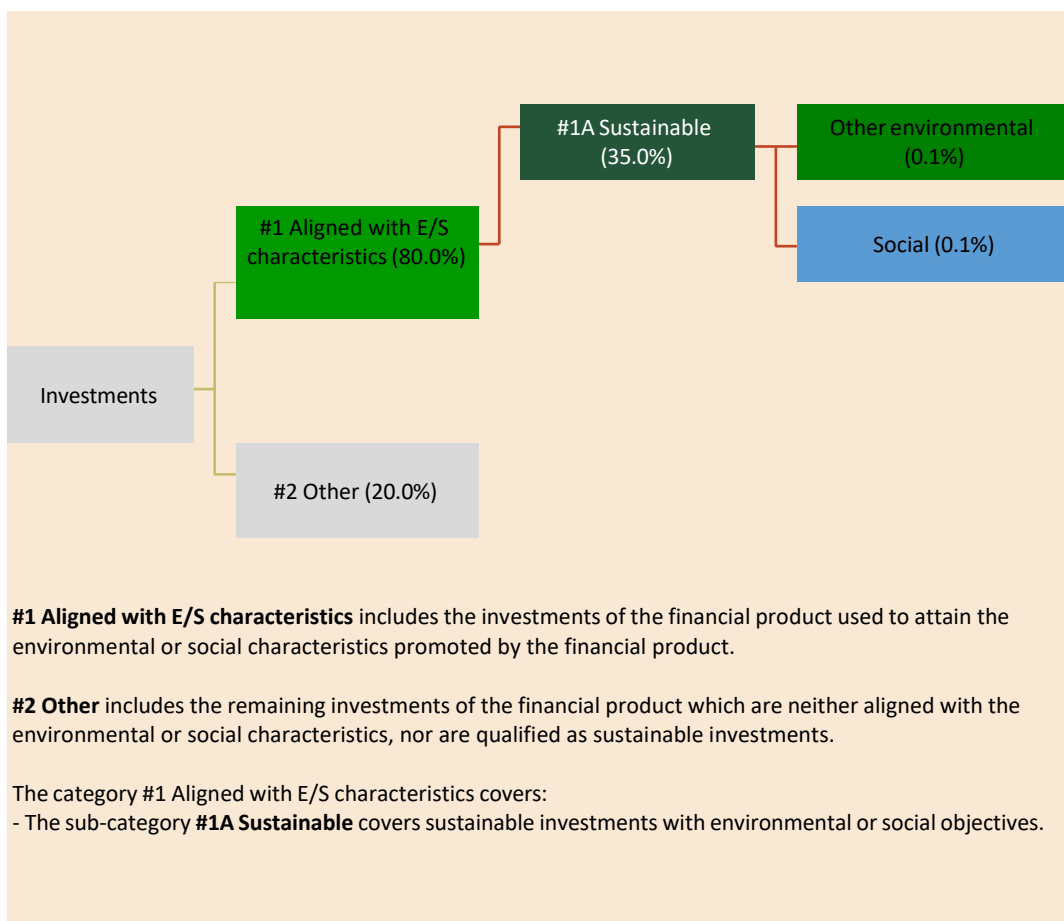 #1A Sustainable
(35.0%)
Other environmental
(0.1%)
#1 Aligned with E/S
characteristics (80.0%)
Social (0.1%)
Investments
#2 Other (20.0%)
#1 Aligned with E/S characteristics includes the investments of the financial product used to attain the
environmental or social characteristics promoted by the financial product.
#2 Other includes the remaining investments of the financial product which are neither aligned with the
environmental or social characteristics, nor are qualified as sustainable investments.
The category #1 Aligned with E/S characteristics covers:
- The sub-category #1A Sustainable covers sustainable investments with environmental or social objectives.